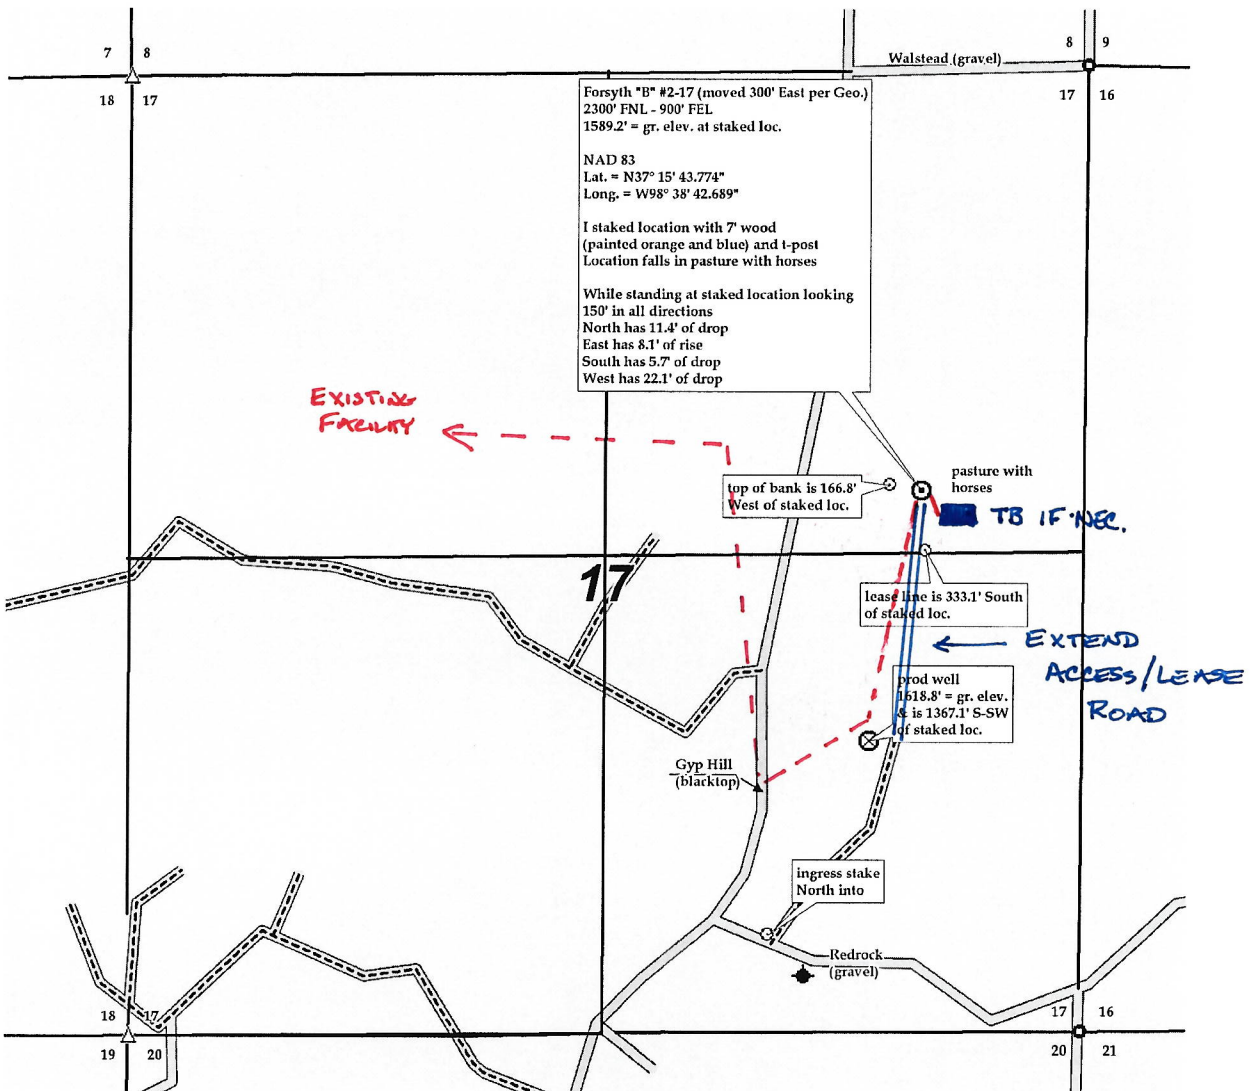 7 8
8 9
Walstead (gravel)
18 17
17 16
Forsyth "B" #2-17 (moved 300' East per Geo.)
2300' FNL - 900' FEL
1589.2' = gr. elev. at staked loc.
NAD 83
Lat. = N37° 15' 43.774"
Long. = W98° 38' 42.689"
I staked location with 7' wood
(painted orange and blue) and t-post
Location falls in pasture with horses
While standing at staked location looking
150' in all directions
North has 11.4' of drop
East has 8.1' of rise
South has 5.7' of drop
West has 22.1' of drop
EXISTING
FACILITY
pasture with
horses
top of bank is 166.8'
West of staked loc.
TB IF NEC.
17
lease line is 333.1' South
of staked loc.
EXTEND
ACCESS/LEASE
ROAD
prod well
1618.8' = gr. elev.
& is 1367.1' S-SW
of staked loc.
Gyp Hill
(blacktop)
ingress stake
North into
Redrock
(gravel)
18 17
17 16
19 20
20 21